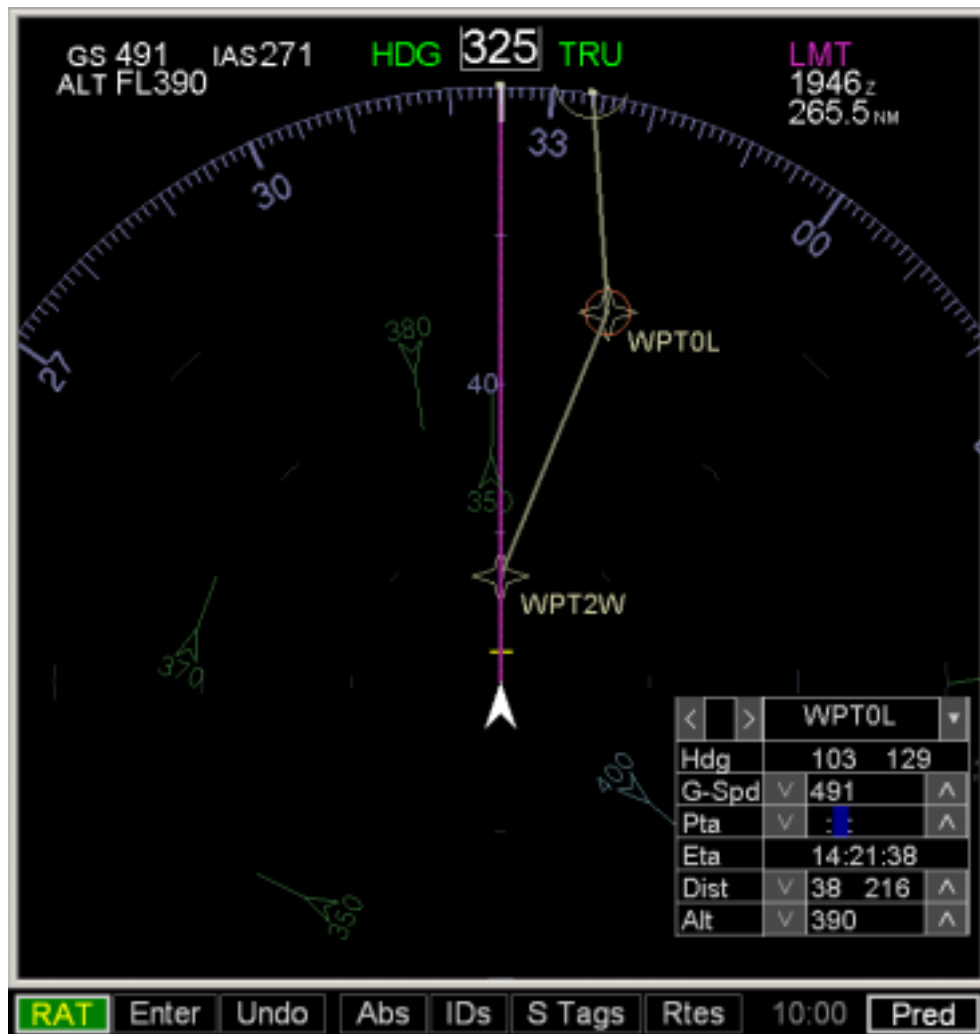 GS 491 IAS271 HDG 325 TRU LMT
ALT FL390 1946Z
265.5NM
33
30
00
27
380
WPT0L
40
350
WPT2W
370
< > WPT0L
Hdg 103 129
400
G-Spd V 491 ^
Pta V : : ^
Eta 14:21:38
Dist V 38 216 ^
350
Alt V 390 ^
RAT Enter Undo Abs IDs S Tags Rtes 10:00 Pred